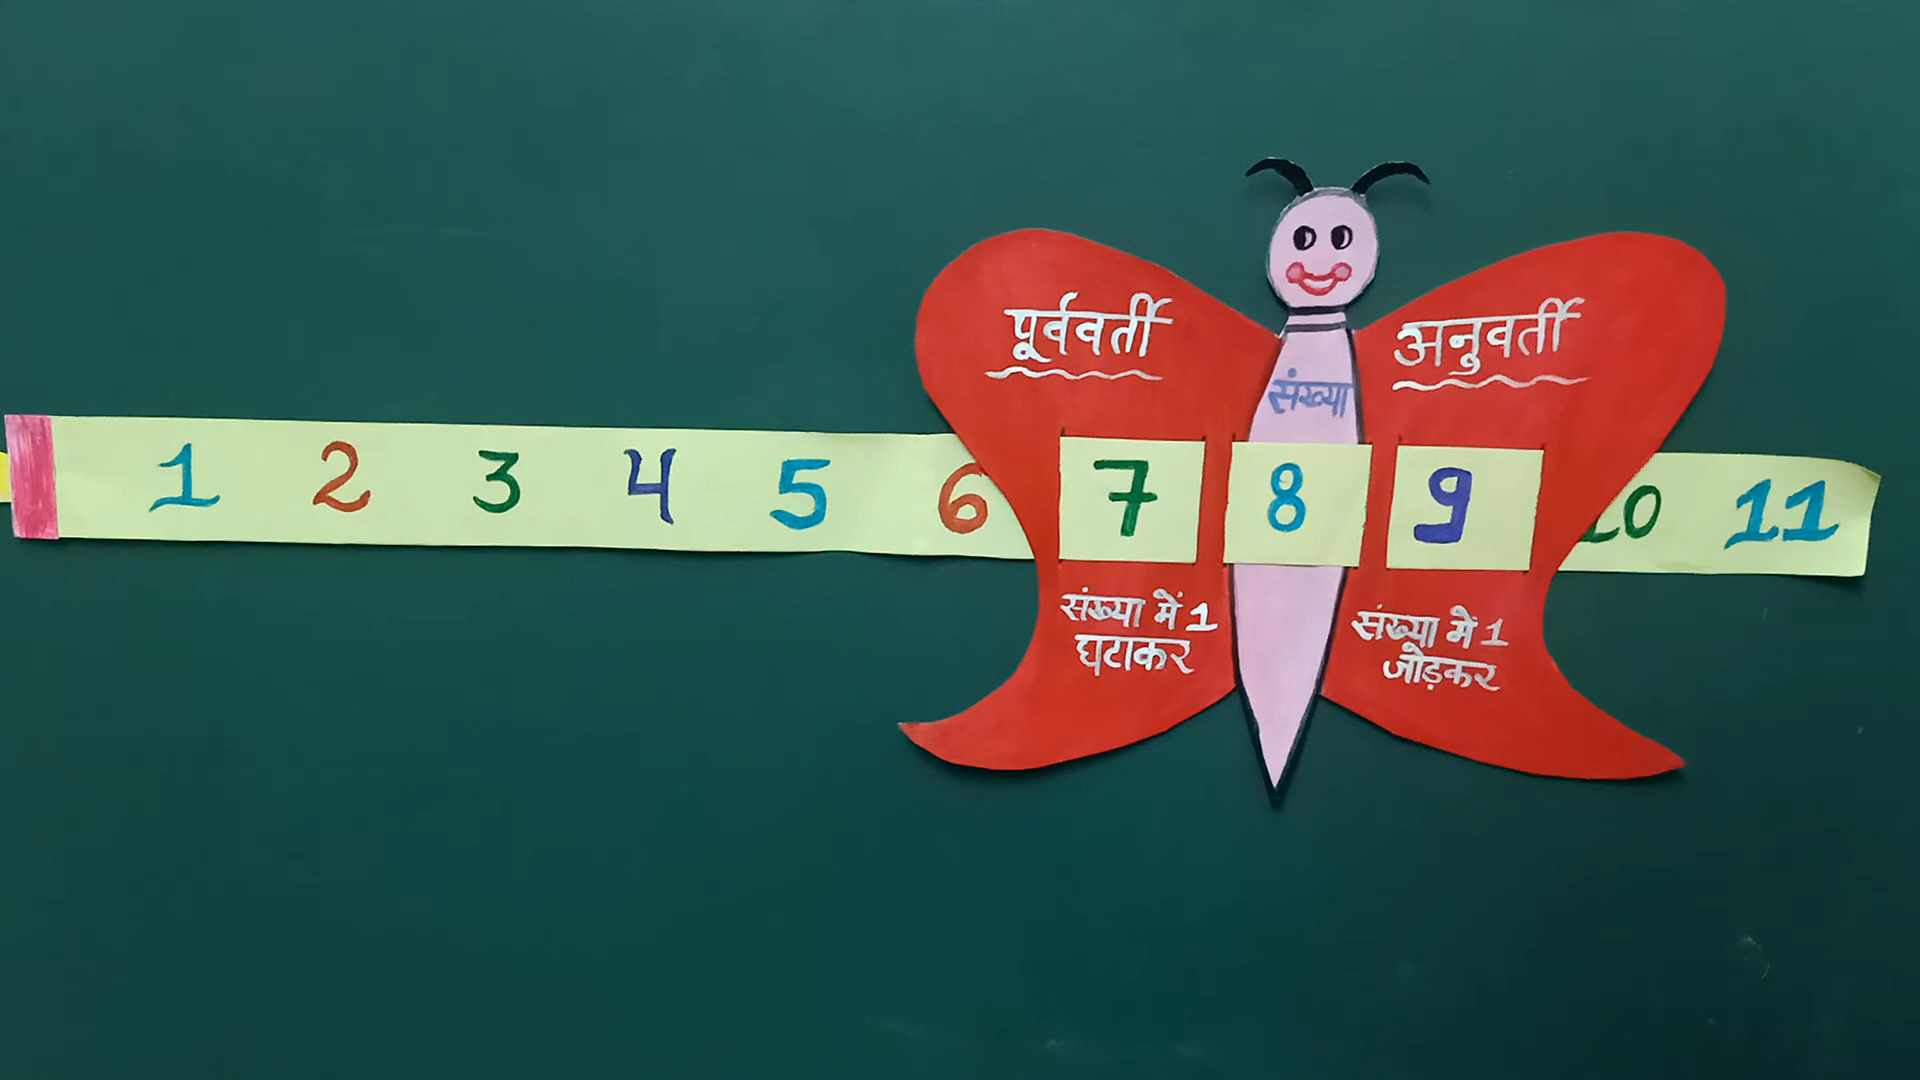 पूर्ववर्ती
अनुवर्ती
संख्या
1 2 3 4 5 6 7 8 9 10 11
संख्या में 1
घटाकर
संख्या में 1
जोड़कर